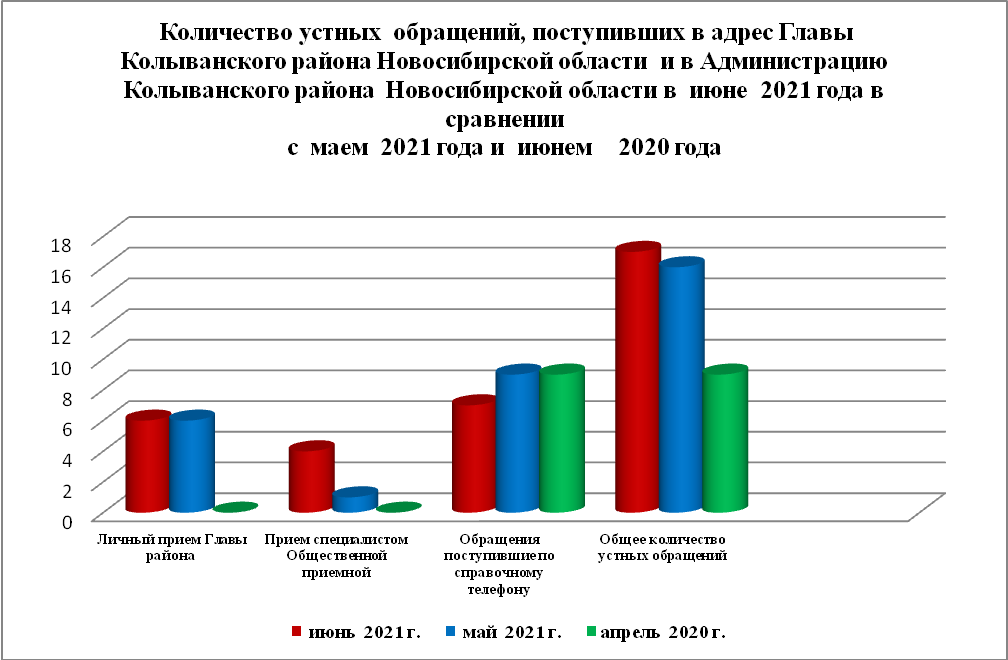 Количество устных обращений, поступивших в адрес Главы
Колыванского района Новосибирской области и в Администрацию
Колыванского района Новосибирской области в июне 2021 года в
сравнении
с маем 2021 года и июнем 2020 года
18
16
14
12
10
8
6
4
2
0
Личный прием Главы
района
Прием специалистом
Общественной
приемной
Обращения
поступившие по
справочному
телефону
Общее количество
устных обращений
июнь 2021 г.
май 2021 г.
апрель 2020 г.